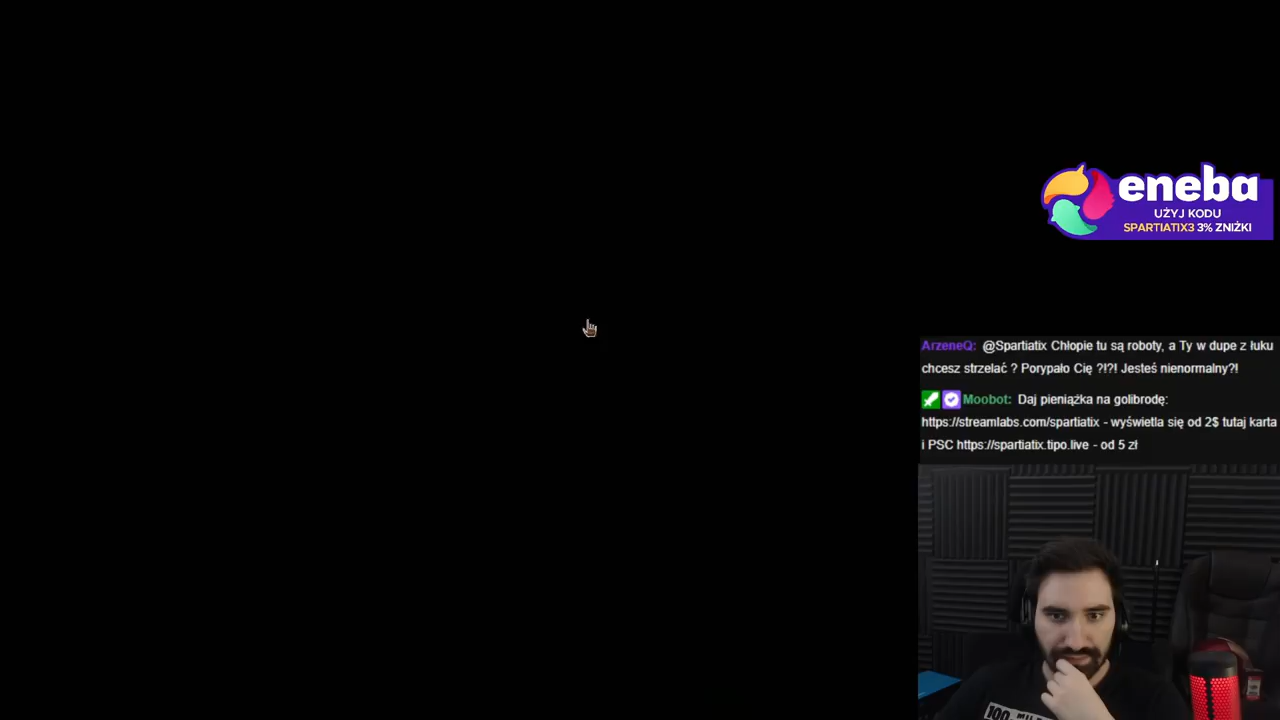 eneba
UŻYJ KODU
SPARTIATIX3 3% ZNIŻKI
ArzeneQ: @Spartiatix Chłopie tu są roboty, a Ty w dupe z łuku
chcesz strzelać ? Porypało Cię ?!?! Jesteś nienormalny?!
Moobot: Daj pieniążka na golibrodę:
https://streamlabs.com/spartiatix - wyświetla się od 2$ tutaj karta
i PSC https://spartiatix.tipo.live - od 5 zł